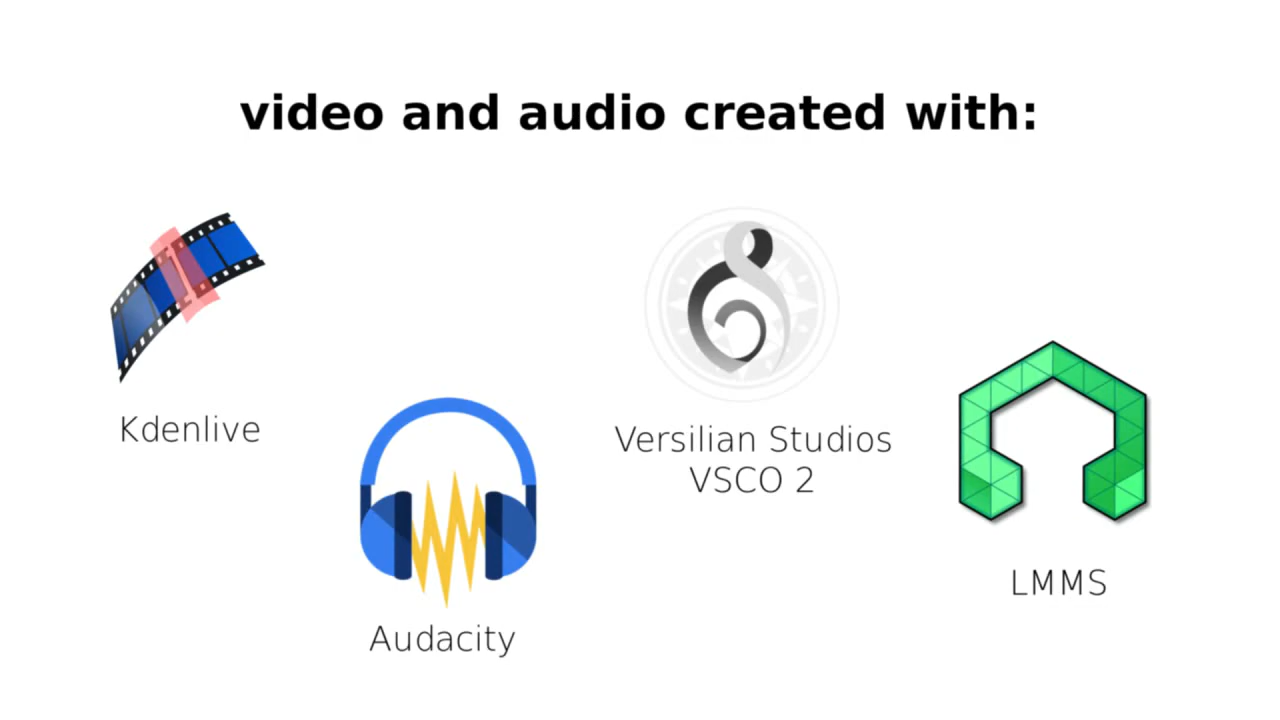 video and audio created with:
Kdenlive
Audacity
Versilian Studios
VSCO 2
LMMS